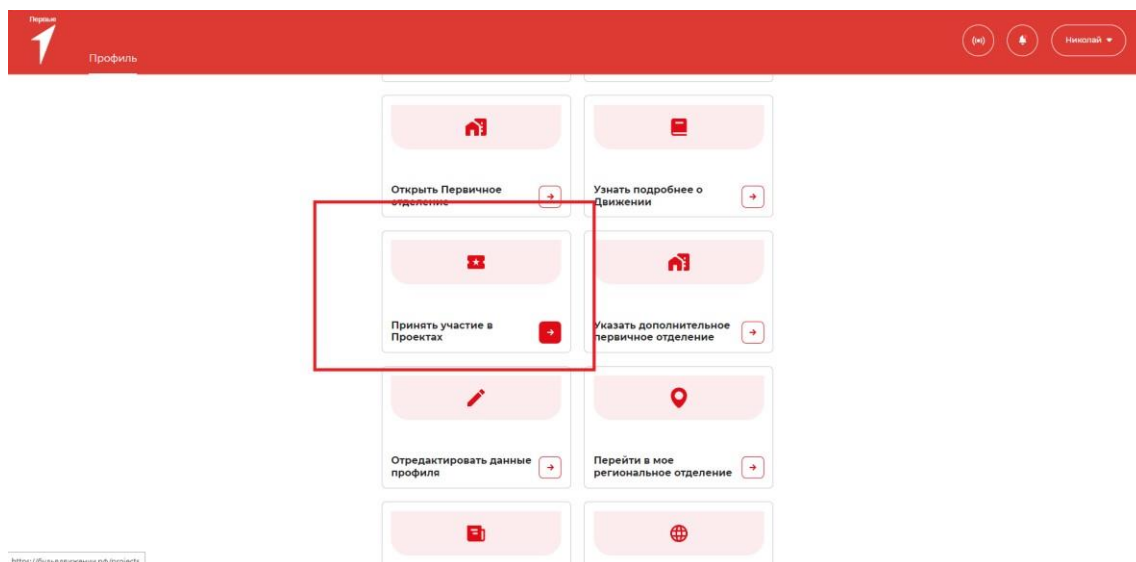 Первые
Профиль
Николай
Открыть Первичное
отделение
Узнать подробнее о
Движении
Принять участие в
Проектах
Указать дополнительное
первичное отделение
Отредактировать данные
профиля
Перейти в мое
региональное отделение